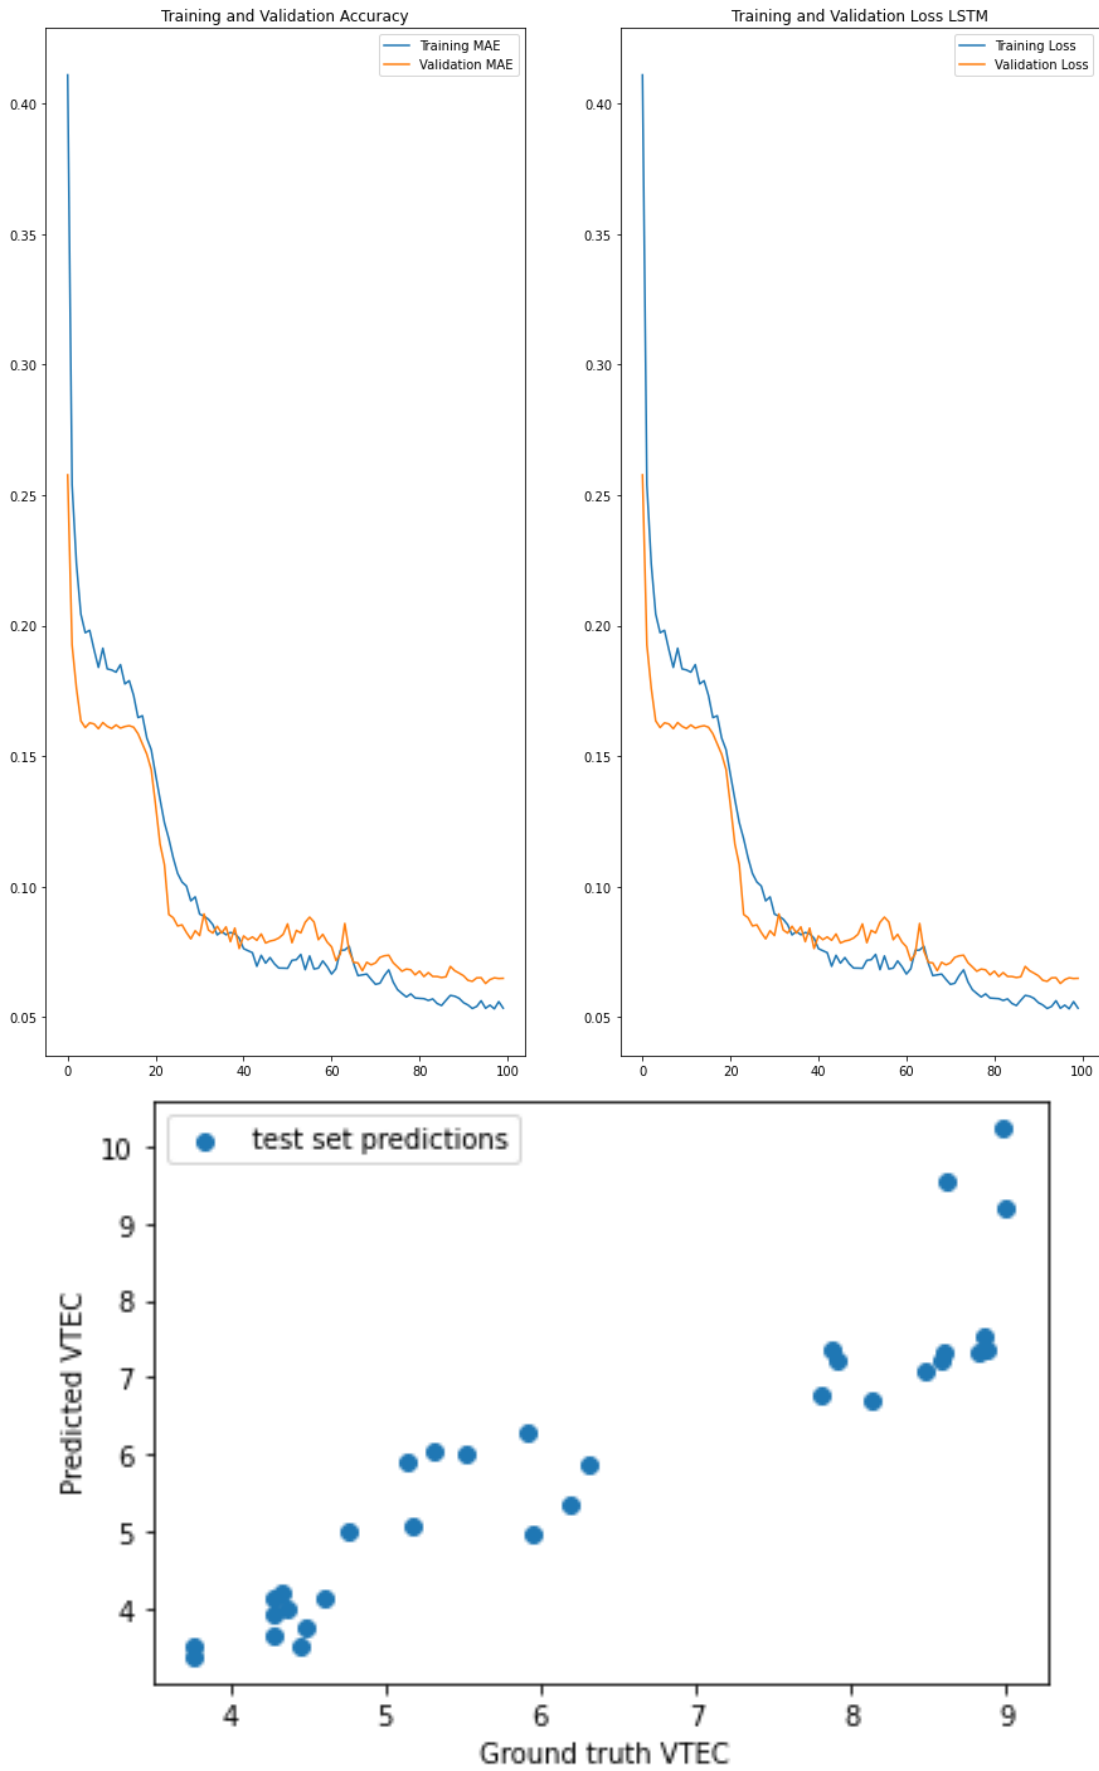 Training and Validation Accuracy
Training MAE
Validation MAE
0.40
0.35
0.30
0.25
0.20
0.15
0.10
0.05
0 20 40 60 80 100
Training and Validation Loss LSTM
Training Loss
Validation Loss
0.40
0.35
0.30
0.25
0.20
0.15
0.10
0.05
0 20 40 60 80 100
test set predictions
Predicted VTEC
10
9
8
7
6
5
4
4 5 6 7 8 9
Ground truth VTEC